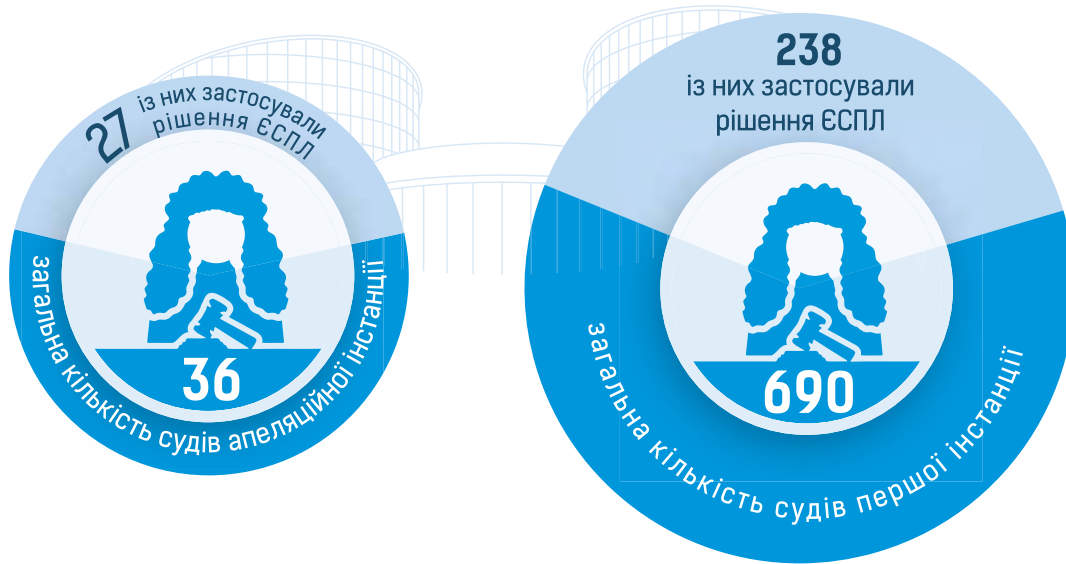 27
із них застосували
рішення ЄСПЛ
36
загальна кількість судів апеляційної інстанції
238
із них застосували
рішення ЄСПЛ
690
загальна кількість судів першої інстанції